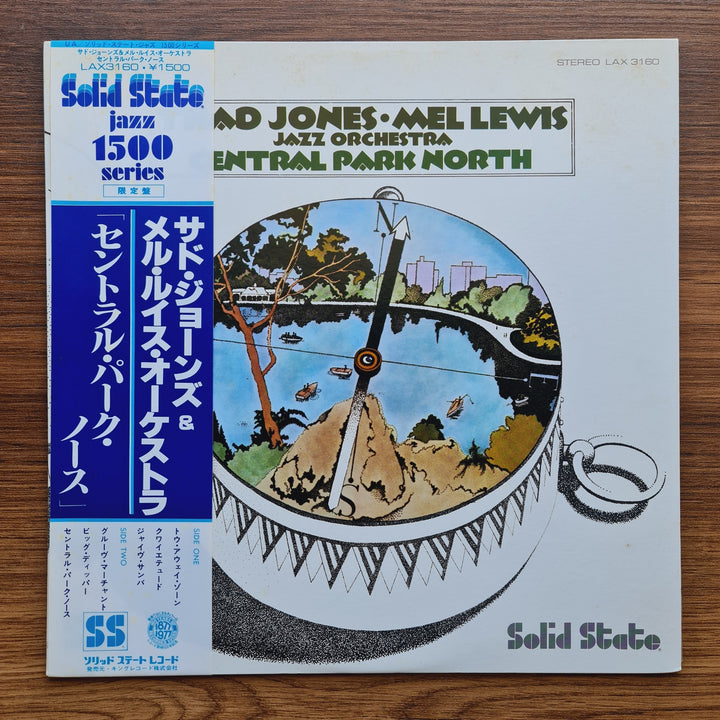 U/A／ソリッド・ステート・ジャズ 1500シリーズ
サド・ジョーンズ&メル・ルイス・オーケストラ
セントラル・パーク・ノース
LAX3160・¥1500
Solid State
jazz
1500
series
限定盤
サド・ジョーンズ&
メル・ルイス・オーケストラ
「セントラル・パーク・
ノース」
SIDE ONE
トゥ・アウェイ・ゾーン
クワイエテュード
ジャイヴ・サンバ
SIDE TWO
グルーヴ・マーチャント
ビッグ・ディッパー
セントラル・パーク・ノース
SS
1877
1977
ソリッド ステート レコード
発売元・キングレコード株式会社
STEREO LAX 3160
AD JONES・MEL LEWIS
JAZZ ORCHESTRA
ENTRAL PARK NORTH
N
S
Solid State